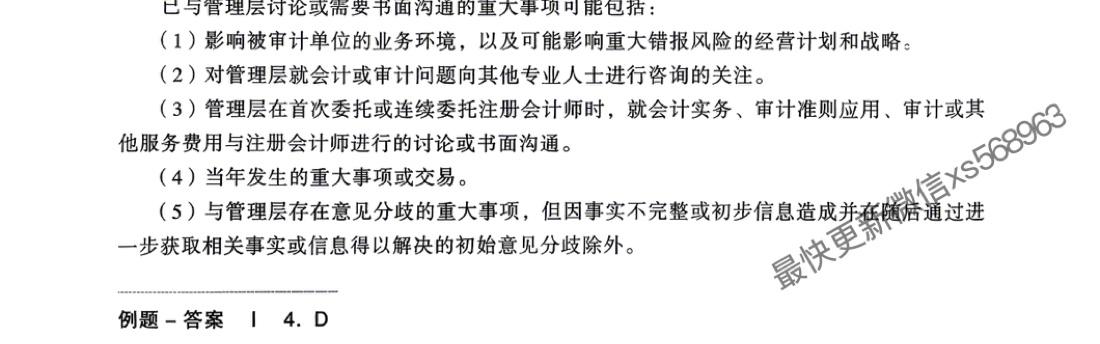 已与管理层讨论或需要书面沟通的重大事项可能包括：
（1）影响被审计单位的业务环境，以及可能影响重大错报风险的经营计划和战略。
（2）对管理层就会计或审计问题向其他专业人士进行咨询的关注。
（3）管理层在首次委托或连续委托注册会计师时，就会计实务、审计准则应用、审计或其
他服务费用与注册会计师进行的讨论或书面沟通。
（4）当年发生的重大事项或交易。
（5）与管理层存在意见分歧的重大事项，但因事实不完整或初步信息造成并在随后通过进
一步获取相关事实或信息得以解决的初始意见分歧除外。
最快更新微信xs568963
例题－答案 | 4. D